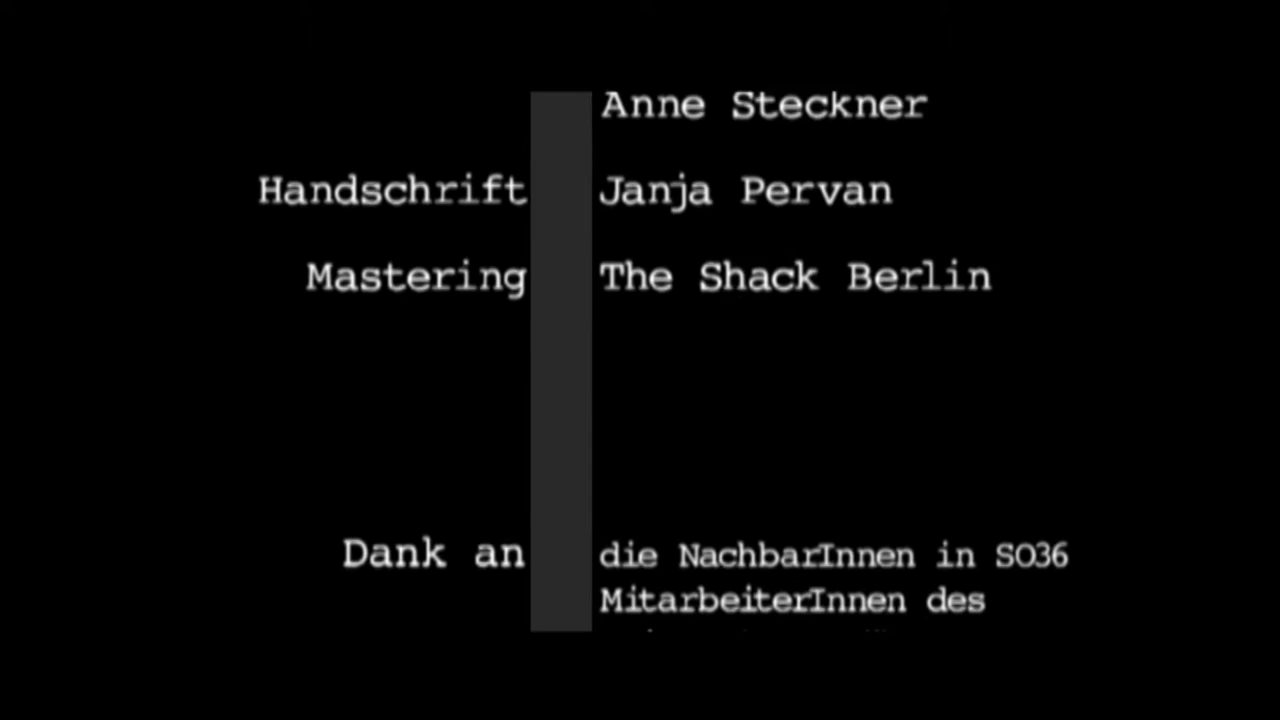 Anne Steckner
Handschrift Janja Pervan
Mastering The Shack Berlin
Dank an die NachbarInnen in SO36
MitarbeiterInnen des